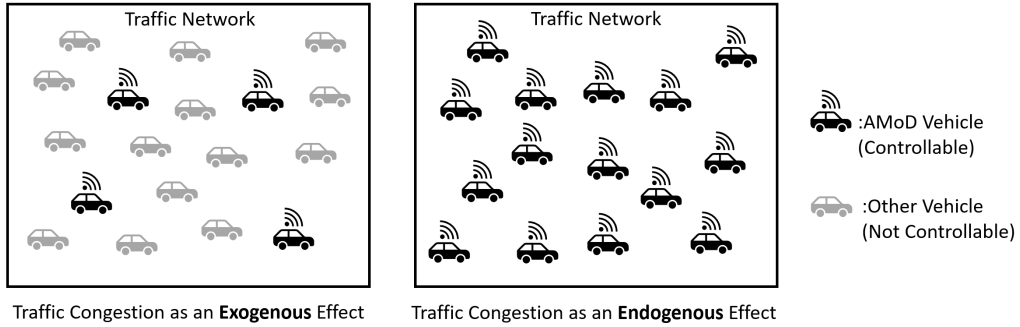 Traffic Network
Traffic Network
:AMoD Vehicle
(Controllable)
:Other Vehicle
(Not Controllable)
Traffic Congestion as an Exogenous Effect
Traffic Congestion as an Endogenous Effect